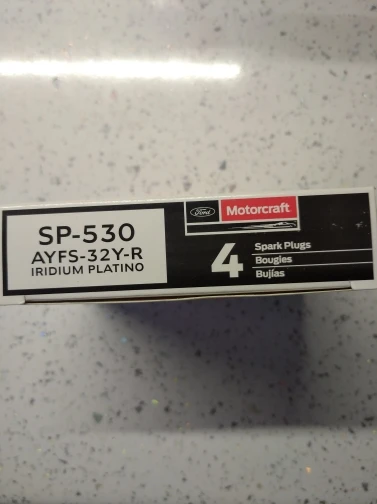 SP-530
AYFS-32Y-R
IRIDIUM PLATINO
Ford
Motorcraft
4
Spark Plugs
Bougies
Bujías